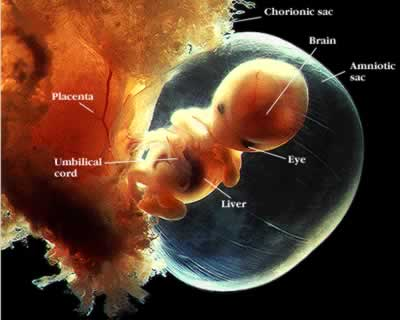 Chorionic sac
Brain
Amniotic
sac
Placenta
Umbilical
cord
Eye
Liver